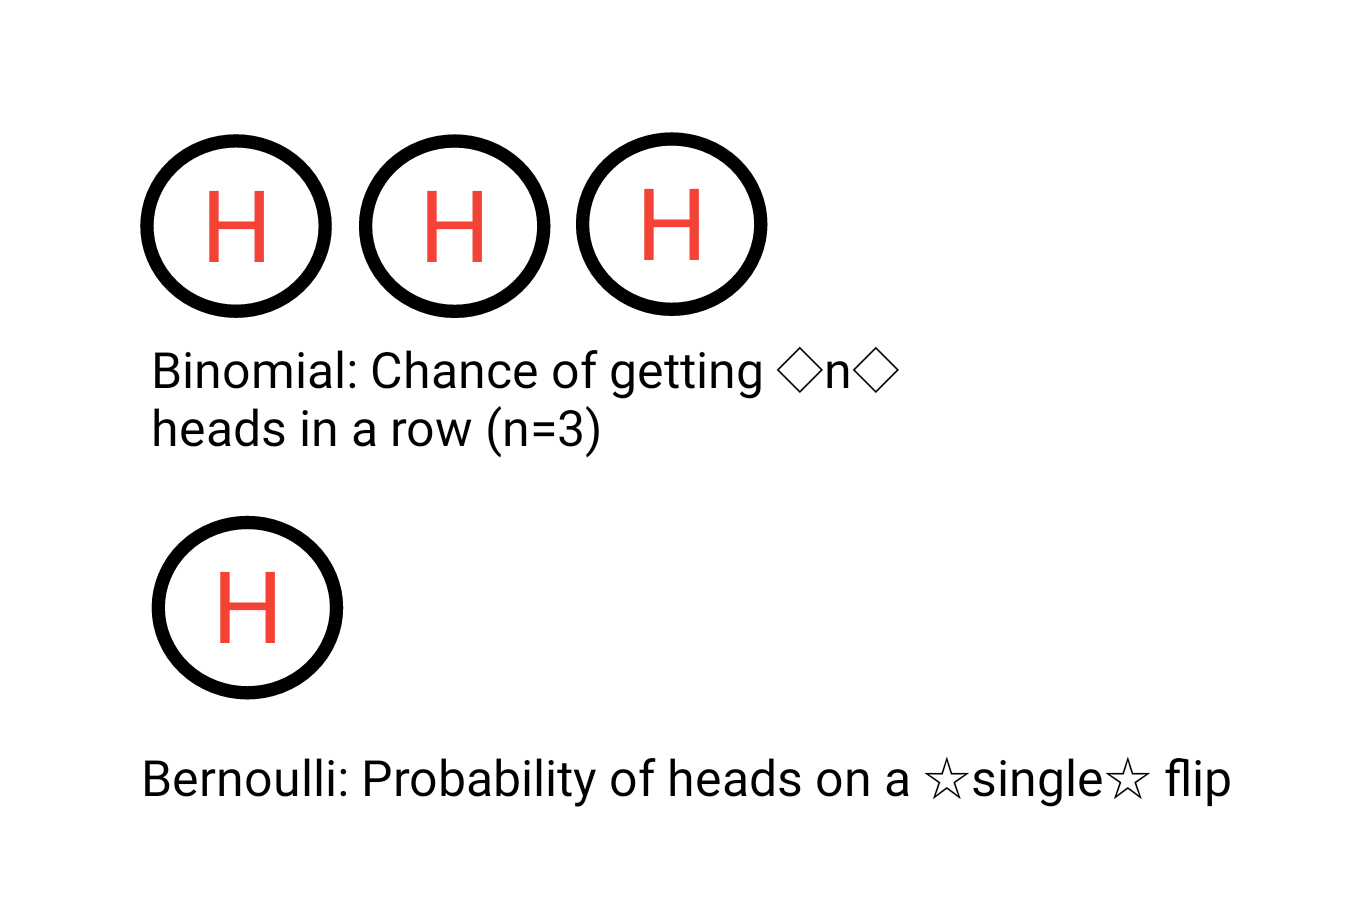 H H H
Binomial: Chance of getting ◇n◇
heads in a row (n=3)
H
Bernoulli: Probability of heads on a ☆single☆ flip